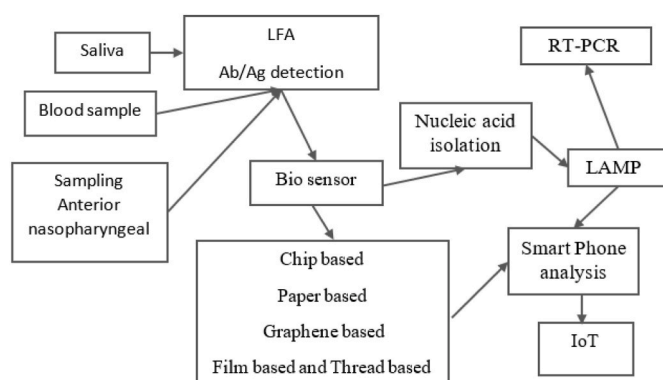 Saliva
LFA
Ab/Ag detection
RT-PCR
Blood sample
Nucleic acid
isolation
LAMP
Sampling
Anterior
nasopharyngeal
Bio sensor
Chip based
Paper based
Graphene based
Film based and Thread based
Smart Phone
analysis
IoT